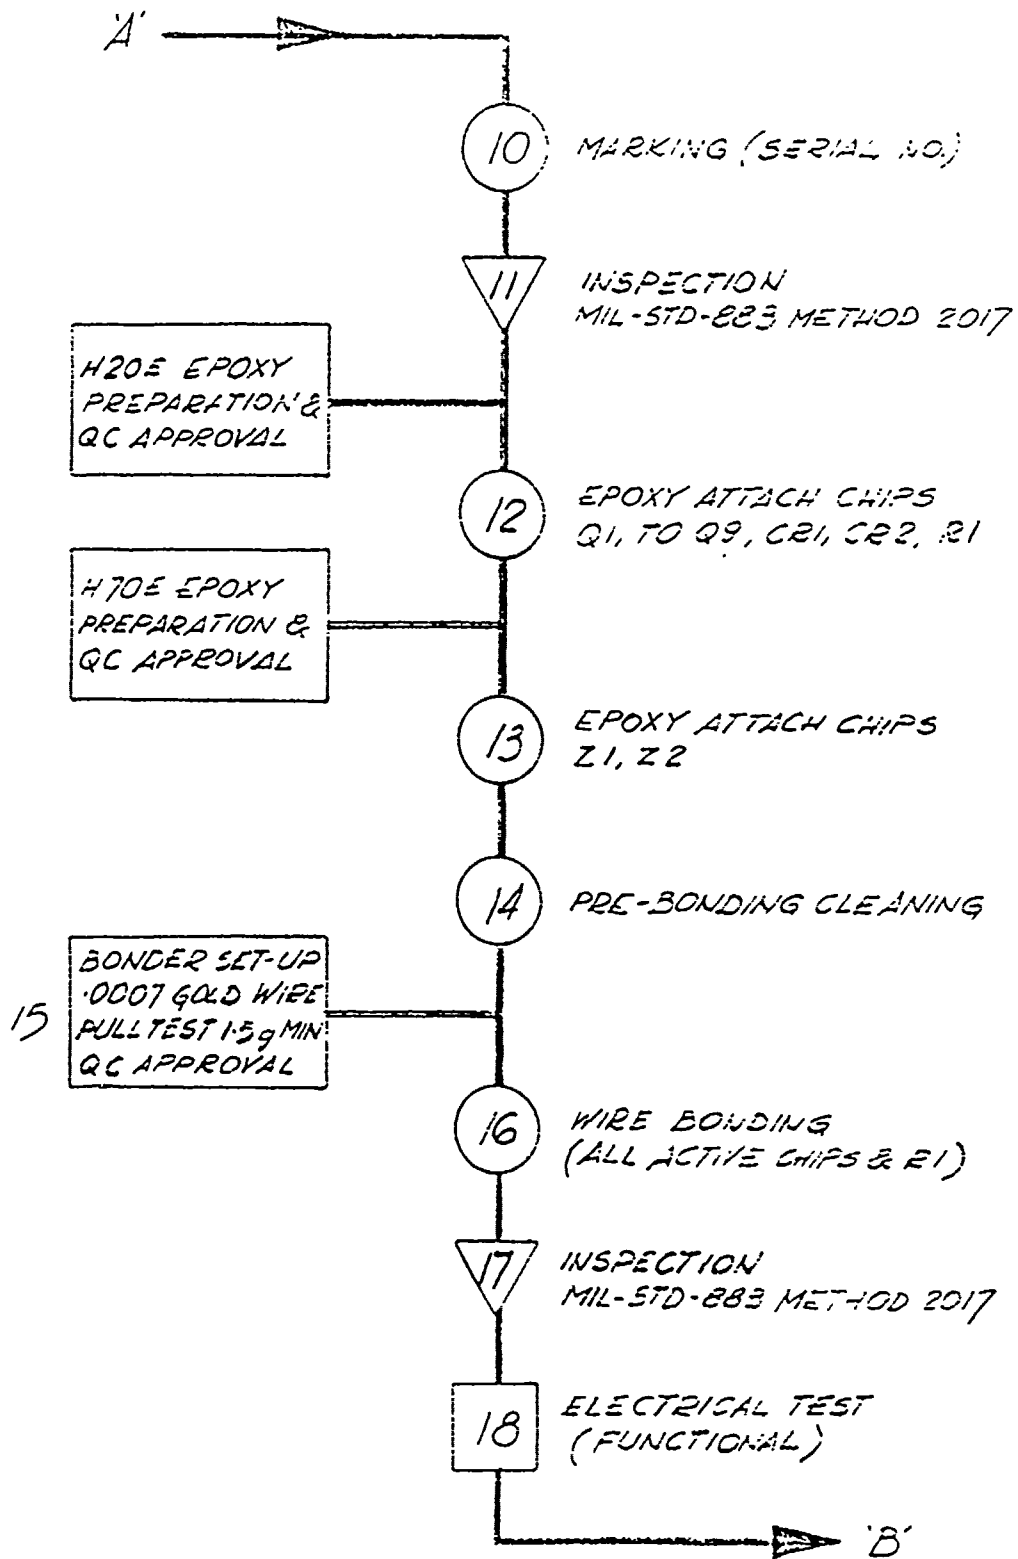 'A'
10 MARKING (SERIAL NO.)
11 INSPECTION
MIL-STD-883 METHOD 2017
H20E EPOXY
PREPARATION &
QC APPROVAL
12 EPOXY ATTACH CHIPS
Q1, TO Q9, CR1, CR2, R1
H70E EPOXY
PREPARATION &
QC APPROVAL
13 EPOXY ATTACH CHIPS
Z1, Z2
14 PRE-BONDING CLEANING
15
BONDER SET-UP
.0007 GOLD WIRE
PULL TEST 1.5g MIN
QC APPROVAL
16 WIRE BONDING
(ALL ACTIVE CHIPS & R1)
17 INSPECTION
MIL-STD-883 METHOD 2017
18 ELECTRICAL TEST
(FUNCTIONAL)
'B'